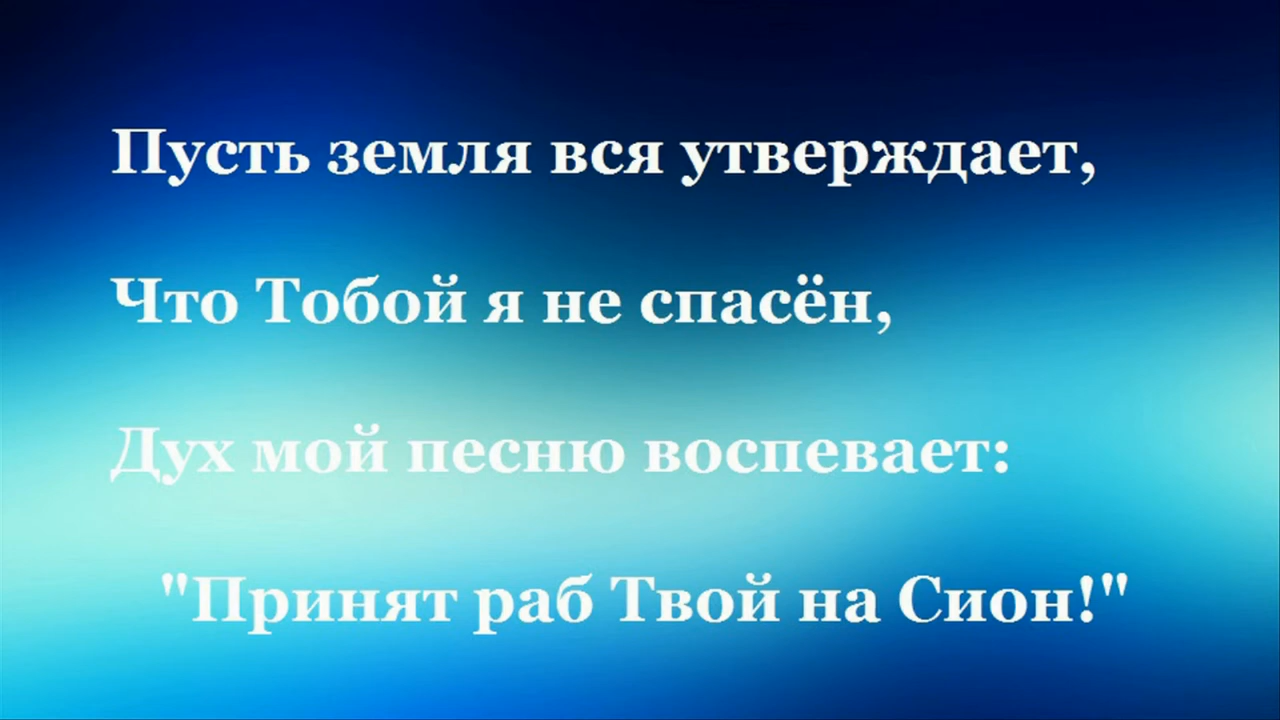 Пусть земля вся утверждает,
Что Тобой я не спасён,
Дух мой песню воспевает:
"Принят раб Твой на Сион!"